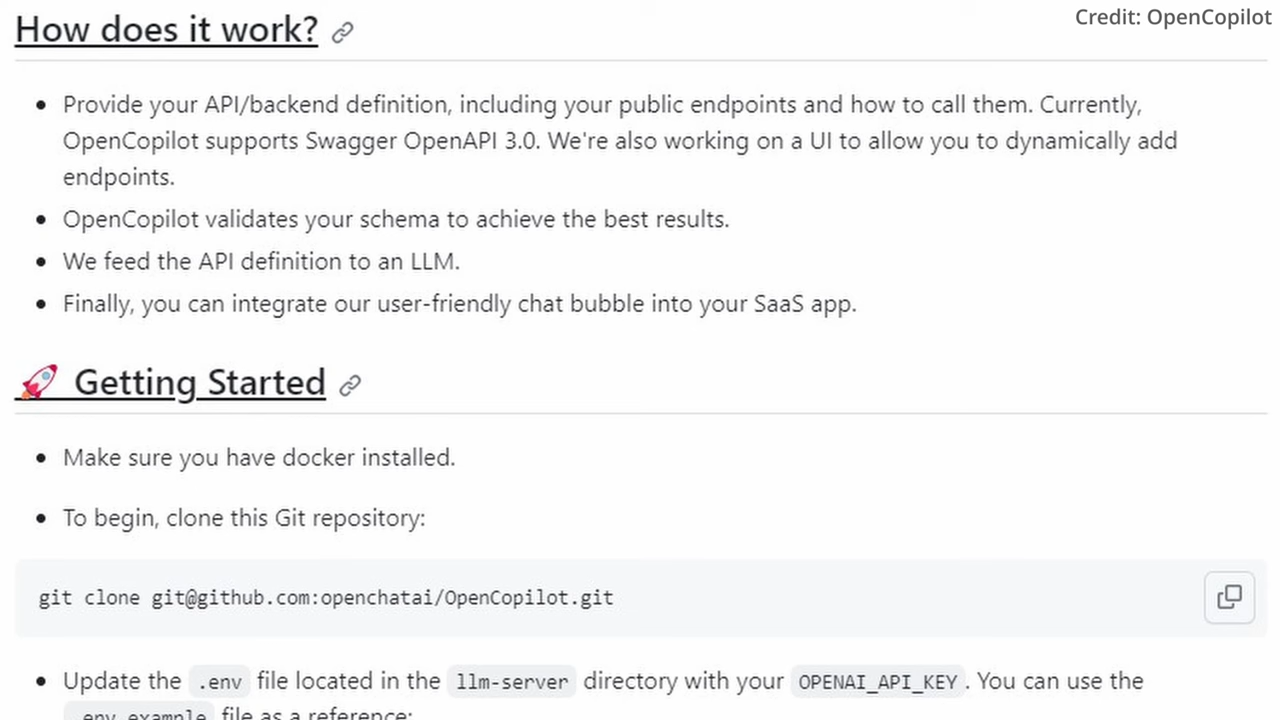 Credit: OpenCopilot
How does it work?
Provide your API/backend definition, including your public endpoints and how to call them. Currently,
OpenCopilot supports Swagger OpenAPI 3.0. We're also working on a UI to allow you to dynamically add
endpoints.
OpenCopilot validates your schema to achieve the best results.
We feed the API definition to an LLM.
Finally, you can integrate our user-friendly chat bubble into your SaaS app.
🚀 Getting Started
Make sure you have docker installed.
To begin, clone this Git repository:
git clone git@github.com:openchatai/OpenCopilot.git
Update the .env file located in the llm-server directory with your OPENAI_API_KEY. You can use the
.env.example file as a reference: